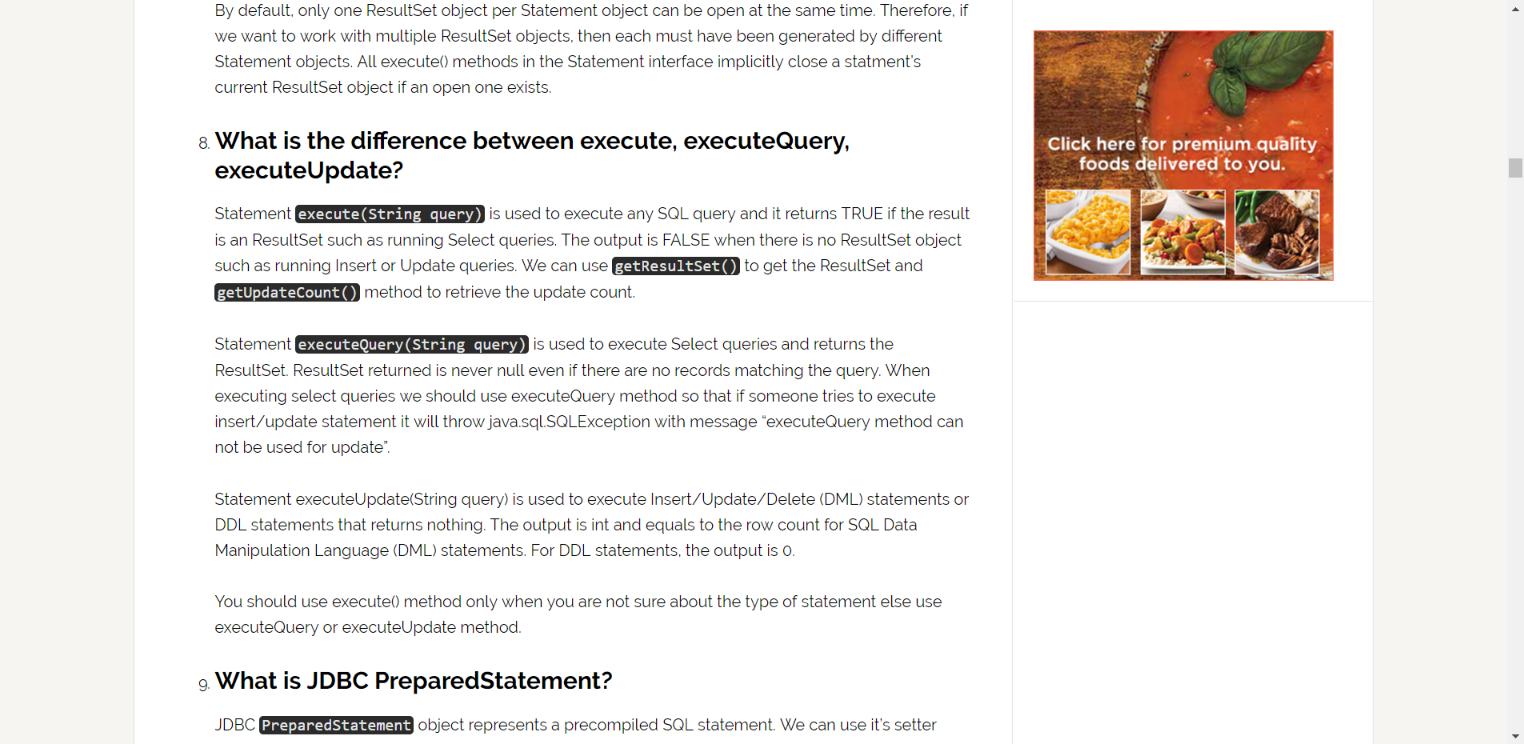 By default, only one ResultSet object per Statement object can be open at the same time. Therefore, if
we want to work with multiple ResultSet objects, then each must have been generated by different
Statement objects. All execute() methods in the Statement interface implicitly close a statment's
current ResultSet object if an open one exists.
8. What is the difference between execute, executeQuery,
executeUpdate?
Statement execute(String query) is used to execute any SQL query and it returns TRUE if the result
is an ResultSet such as running Select queries. The output is FALSE when there is no ResultSet object
such as running Insert or Update queries. We can use getResultSet() to get the ResultSet and
getUpdateCount() method to retrieve the update count.
Statement executeQuery(String query) is used to execute Select queries and returns the
ResultSet. ResultSet returned is never null even if there are no records matching the query. When
executing select queries we should use executeQuery method so that if someone tries to execute
insert/update statement it will throw java.sql.SQLException with message “executeQuery method can
not be used for update”.
Statement executeUpdate(String query) is used to execute Insert/Update/Delete (DML) statements or
DDL statements that returns nothing. The output is int and equals to the row count for SQL Data
Manipulation Language (DML) statements. For DDL statements, the output is 0.
You should use execute() method only when you are not sure about the type of statement else use
executeQuery or executeUpdate method.
9. What is JDBC PreparedStatement?
JDBC PreparedStatement object represents a precompiled SQL statement. We can use it’s setter
Click here for premium quality
foods delivered to you.